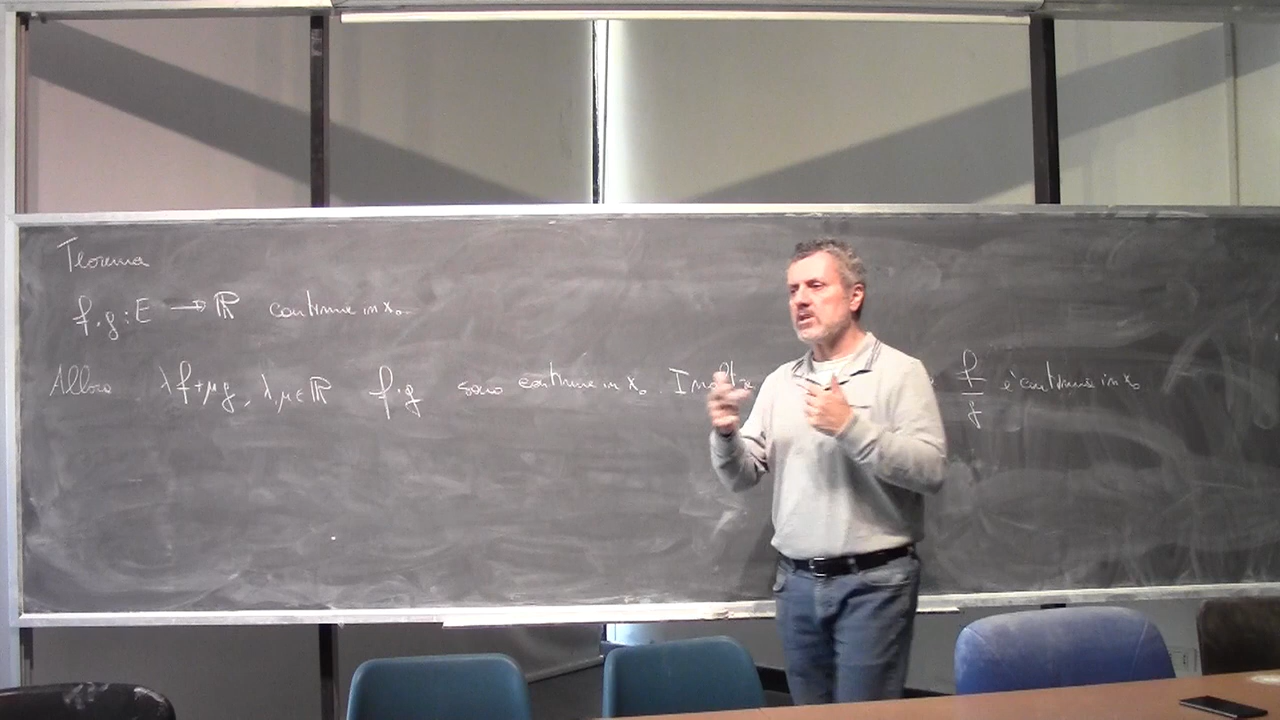 Teorema
f, g : E → ℝ continue in x₀
Allora λf+μg, λ,μ∈ℝ f·g sono continue in x₀. Inoltre f/g è continua in x₀